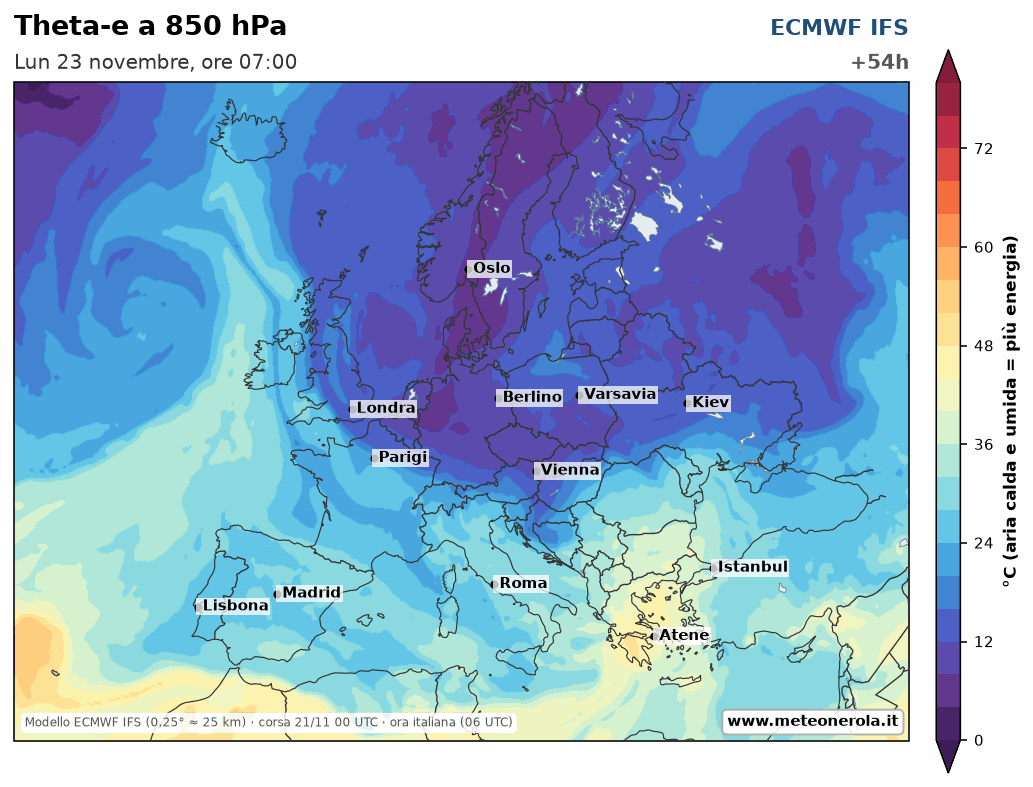 Theta-e a 850 hPa
ECMWF IFS
Lun 23 novembre, ore 07:00
+54h
72
60
48
36
24
12
0
°C (aria calda e umida = più energia)
Oslo
Londra
Berlino
Varsavia
Kiev
Parigi
Vienna
Roma
Istanbul
Madrid
Lisbona
Atene
Modello ECMWF IFS (0,25° ≈ 25 km) · corsa 21/11 00 UTC · ora italiana (06 UTC)
www.meteonerola.it